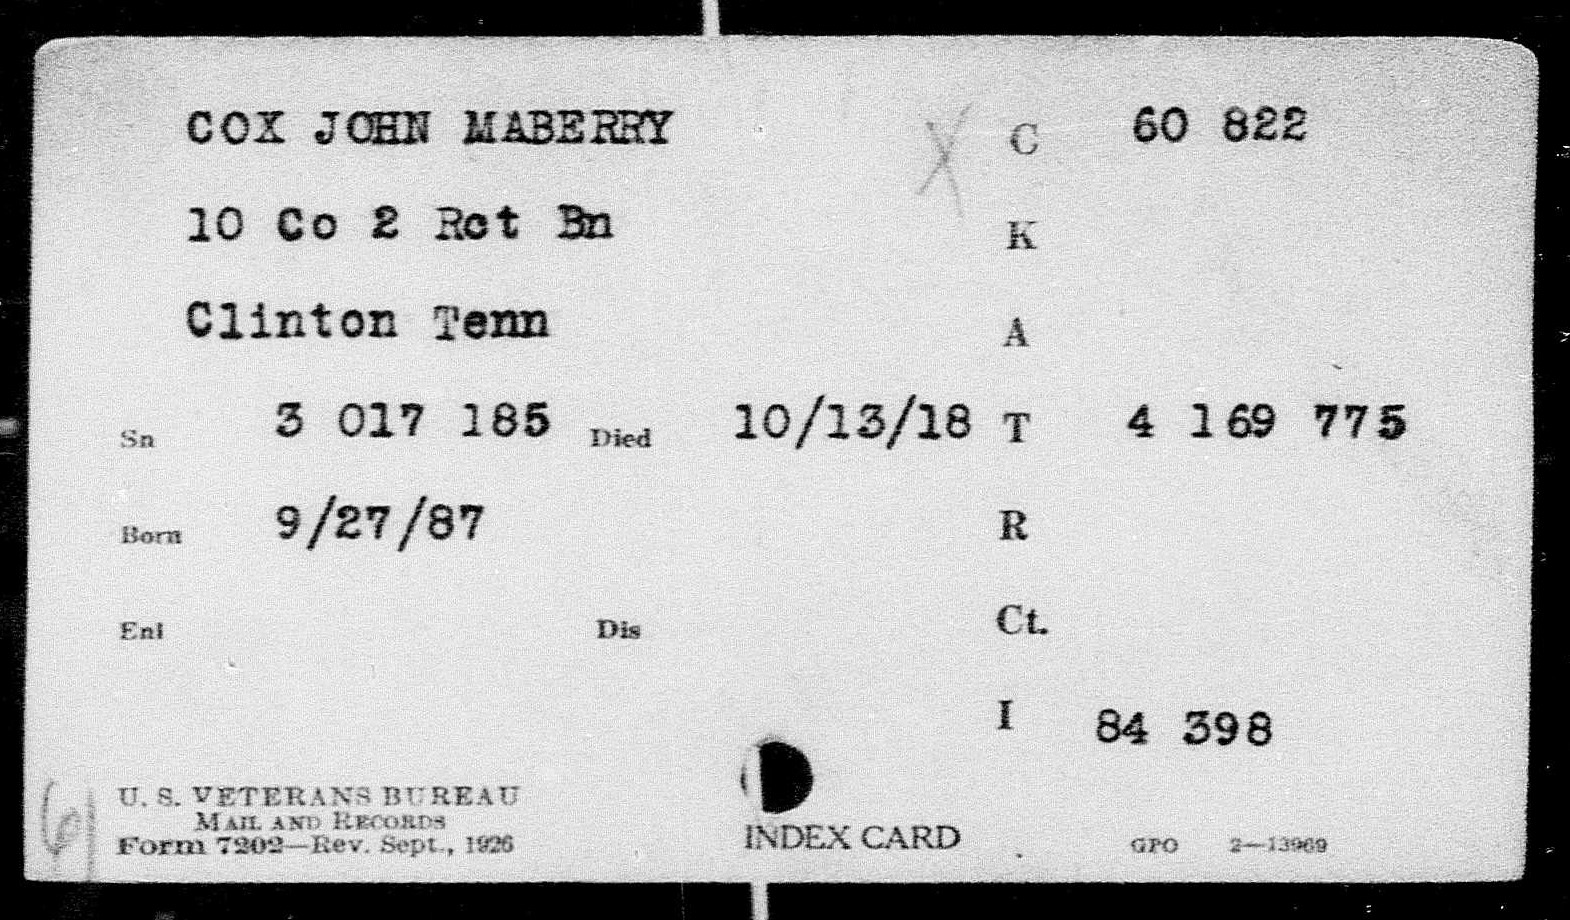 COX JOHN MABERRY X C 60 822
10 Co 2 Rct Bn K
Clinton Tenn A
Sn 3 017 185 Died 10/13/18 T 4 169 775
Born 9/27/87 R
Enl Dis Ct.
I 84 398
U. S. VETERANS BUREAU
MAIL AND RECORDS
Form 7202—Rev. Sept., 1926
INDEX CARD
GPO 2—13969